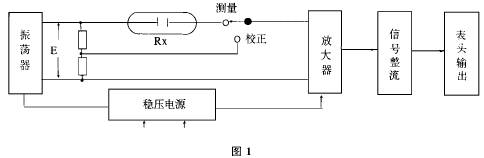 测量
振荡器
E
Rx
校正
放大器
信号整流
表头输出
稳压电源
图1